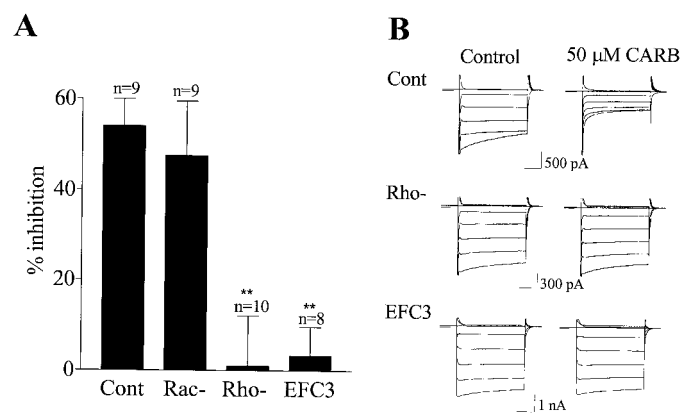 A
n=9
n=9
60
40
20
0
% inhibition
**
n=10
**
n=8
Cont Rac- Rho- EFC3
B
Control 50 μM CARB
Cont
500 pA
Rho-
300 pA
EFC3
1 nA